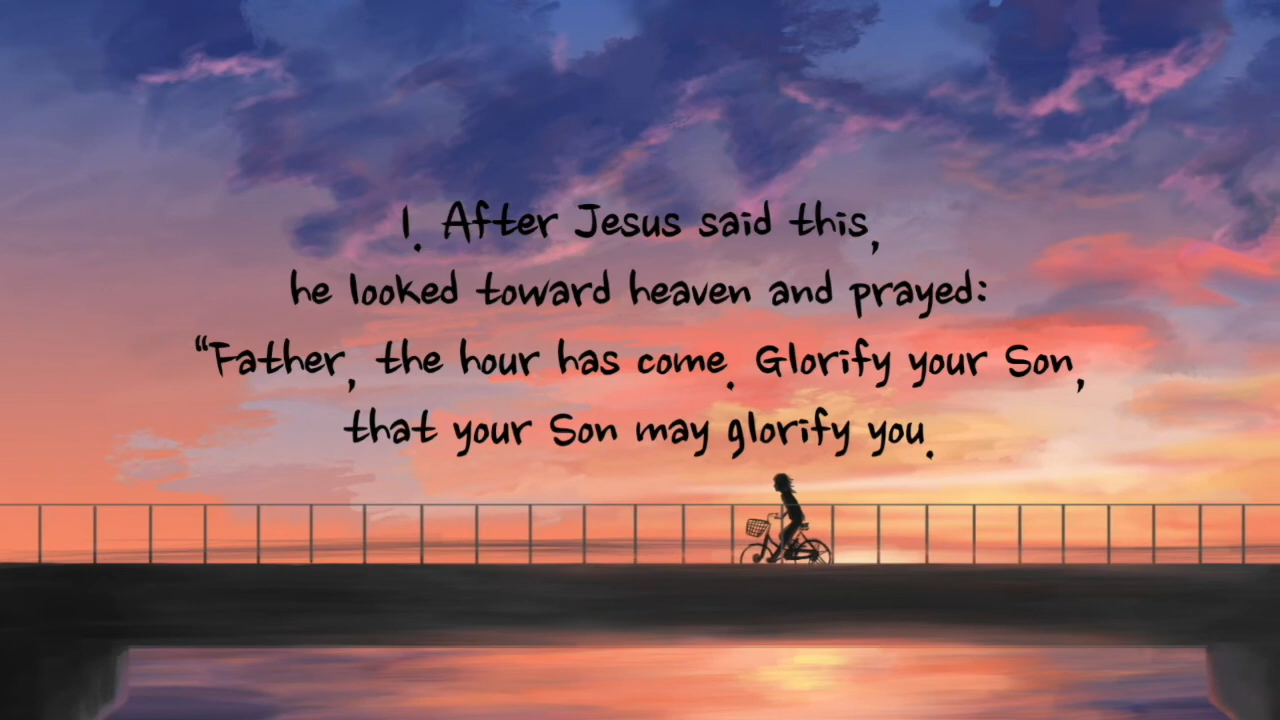 1. After Jesus said this,
he looked toward heaven and prayed:
“Father, the hour has come. Glorify your Son,
that your Son may glorify you.